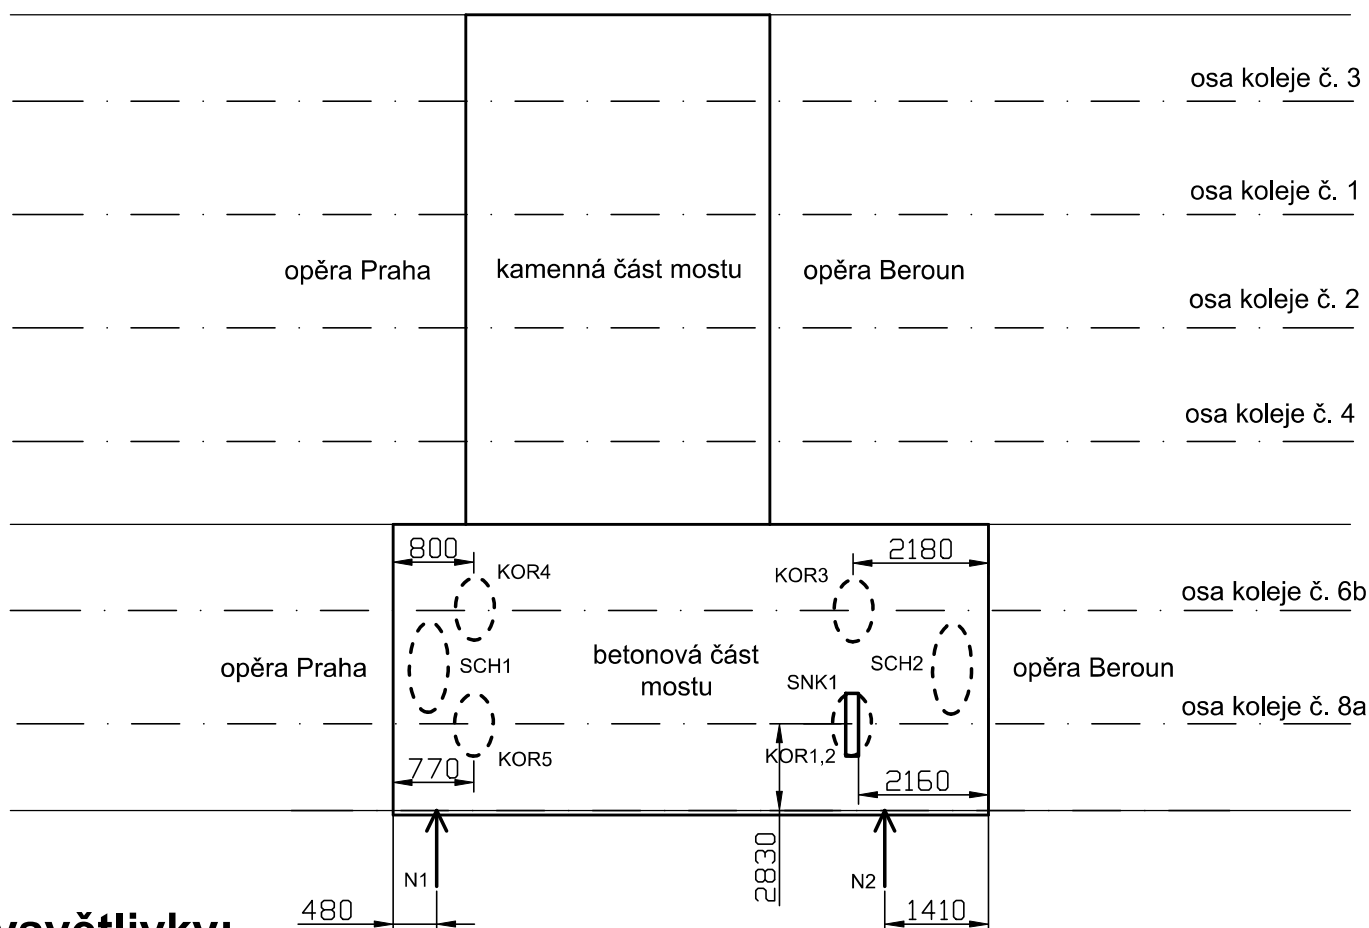 osa koleje č. 3
osa koleje č. 1
opěra Praha
kamenná část mostu
opěra Beroun
osa koleje č. 2
osa koleje č. 4
800
2180
KOR4
KOR3
osa koleje č. 6b
opěra Praha
SCH1
betonová část
mostu
SCH2
opěra Beroun
SNK1
osa koleje č. 8a
KOR5
KOR1,2
770
2160
2830
N1
N2
480
1410